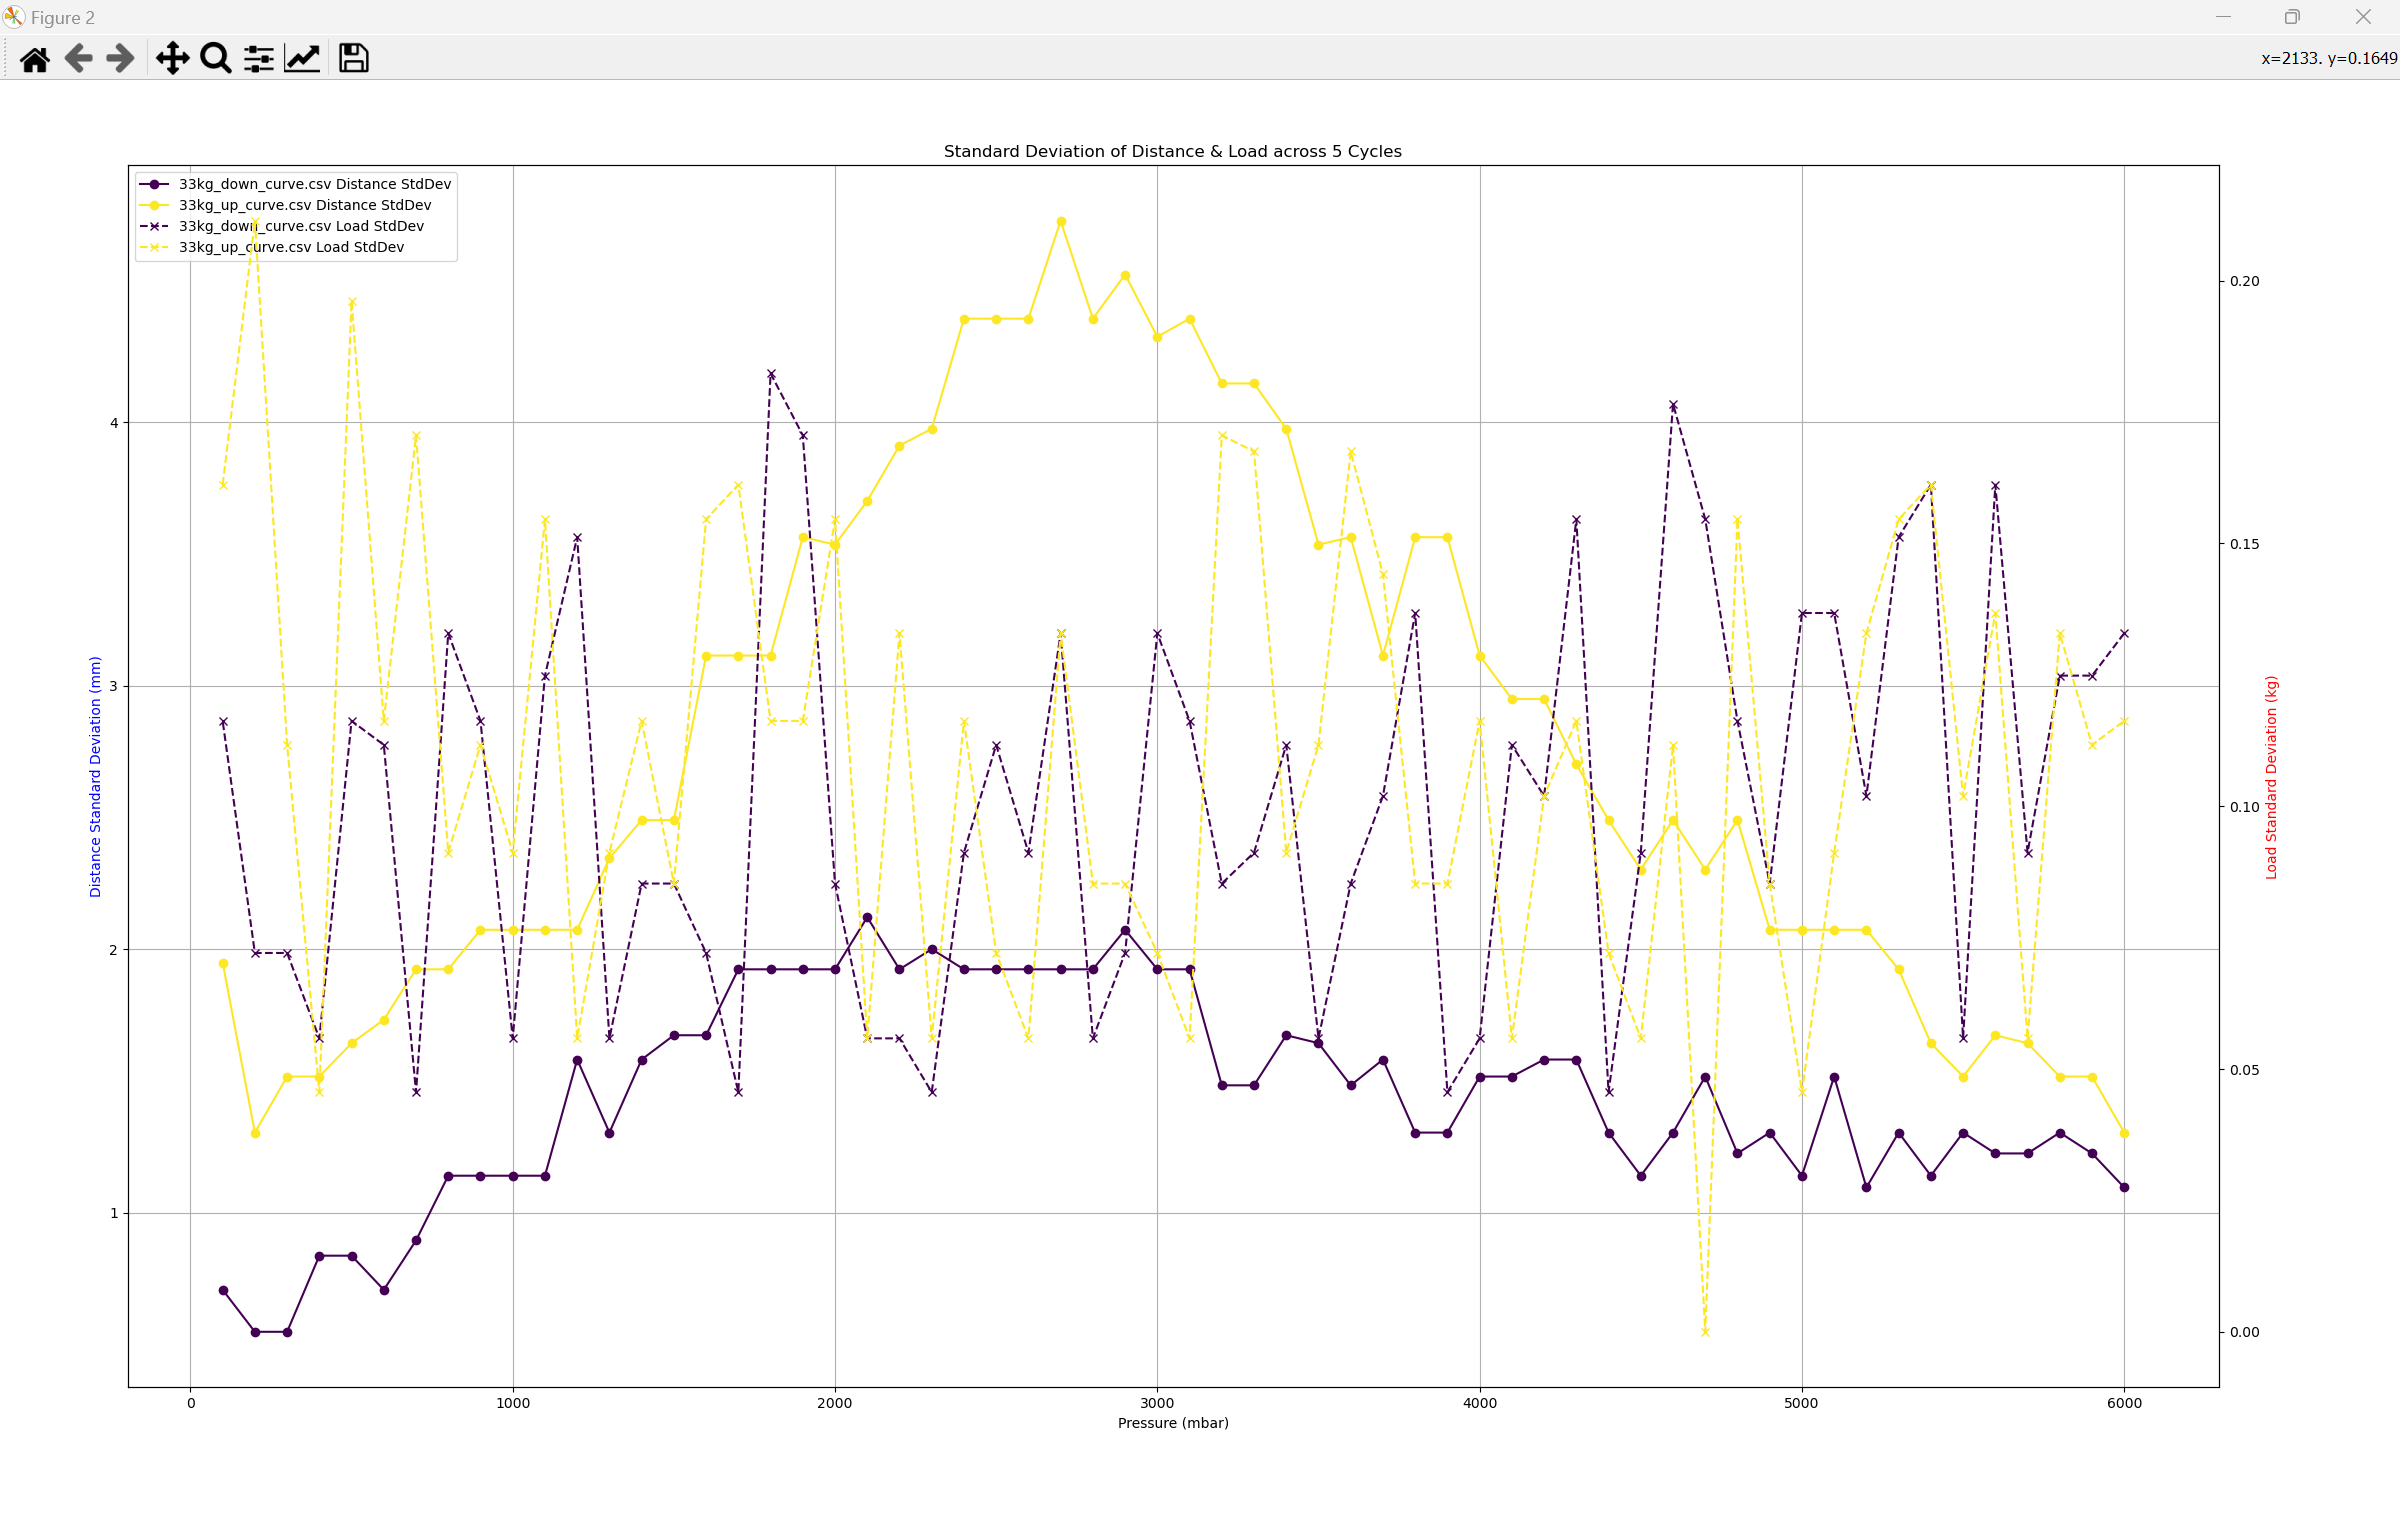 Figure 2
x=2133. y=0.1649
Standard Deviation of Distance & Load across 5 Cycles
33kg_down_curve.csv Distance StdDev
33kg_up_curve.csv Distance StdDev
33kg_down_curve.csv Load StdDev
33kg_up_curve.csv Load StdDev
4
3
2
1
Distance Standard Deviation (mm)
0.20
0.15
0.10
0.05
0.00
Load Standard Deviation (kg)
0 1000 2000 3000 4000 5000 6000
Pressure (mbar)